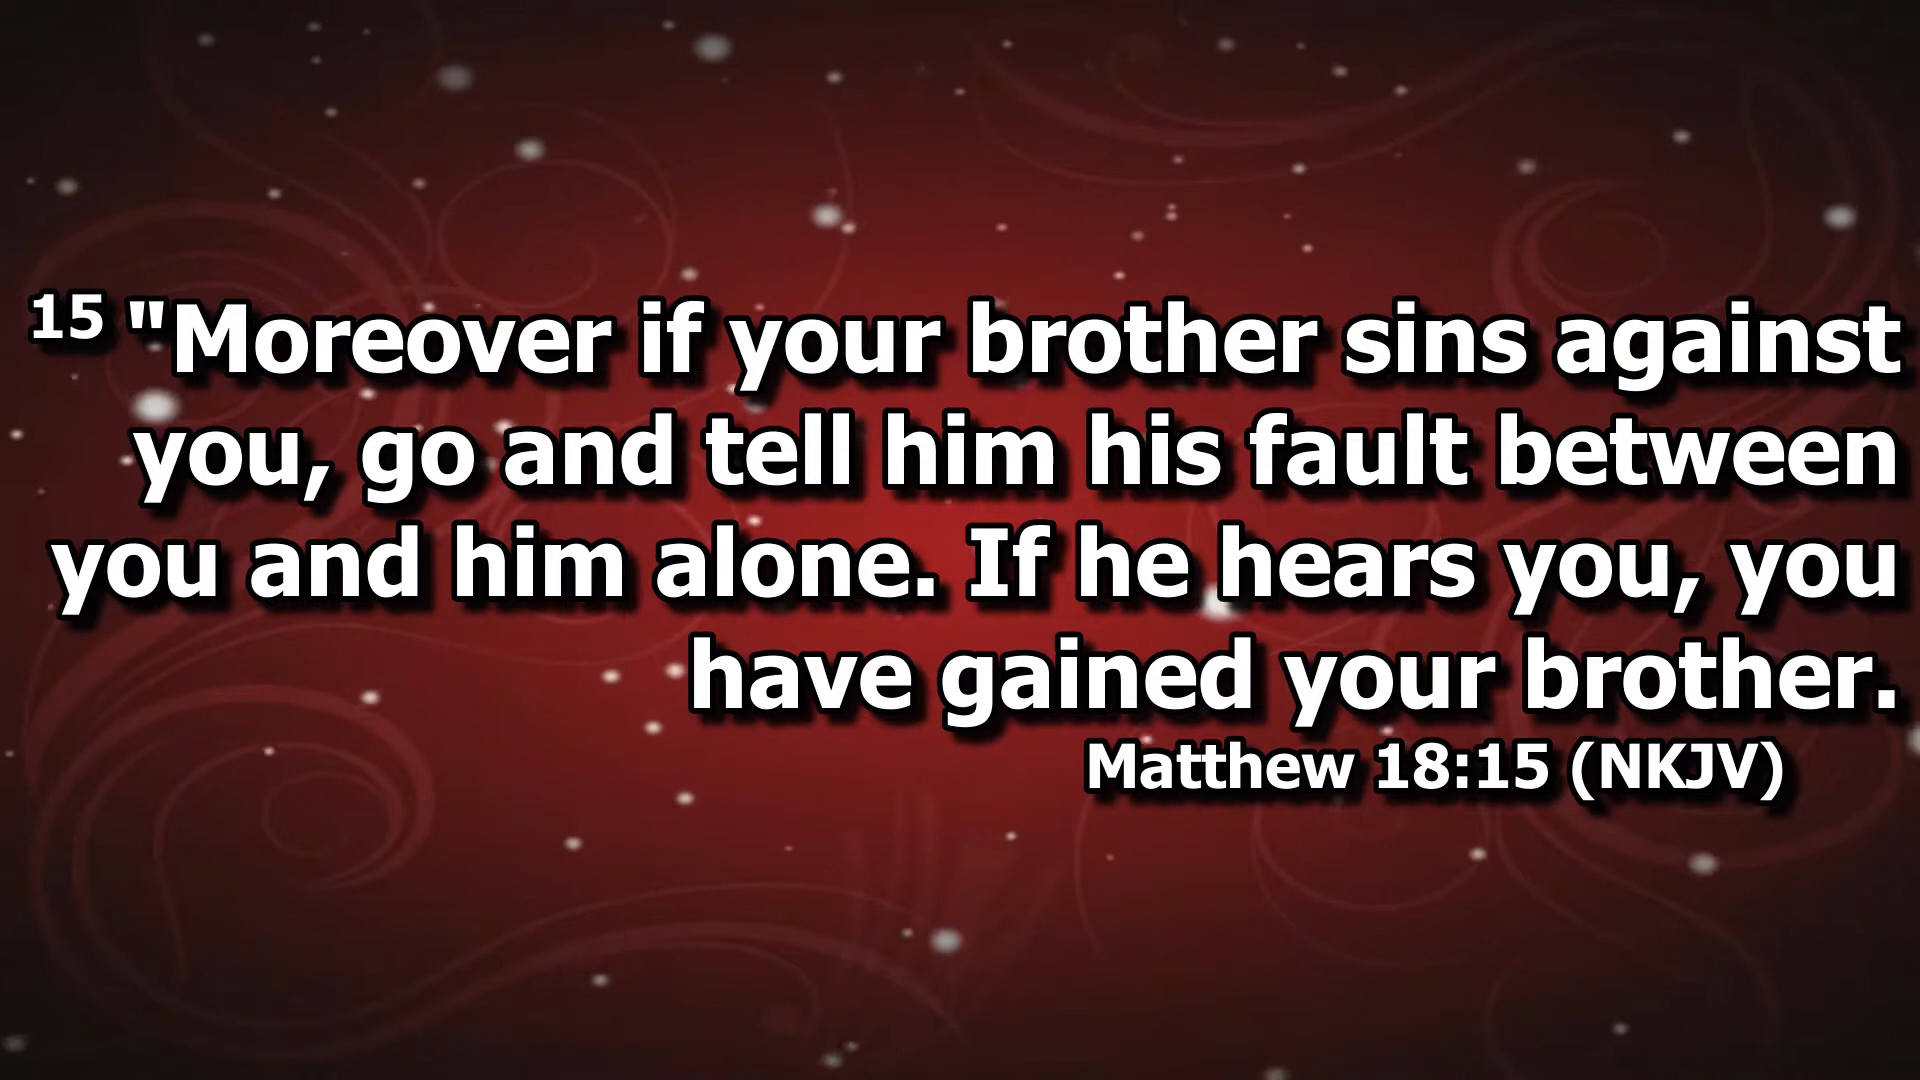 15 "Moreover if your brother sins against
you, go and tell him his fault between
you and him alone. If he hears you, you
have gained your brother.
Matthew 18:15 (NKJV)